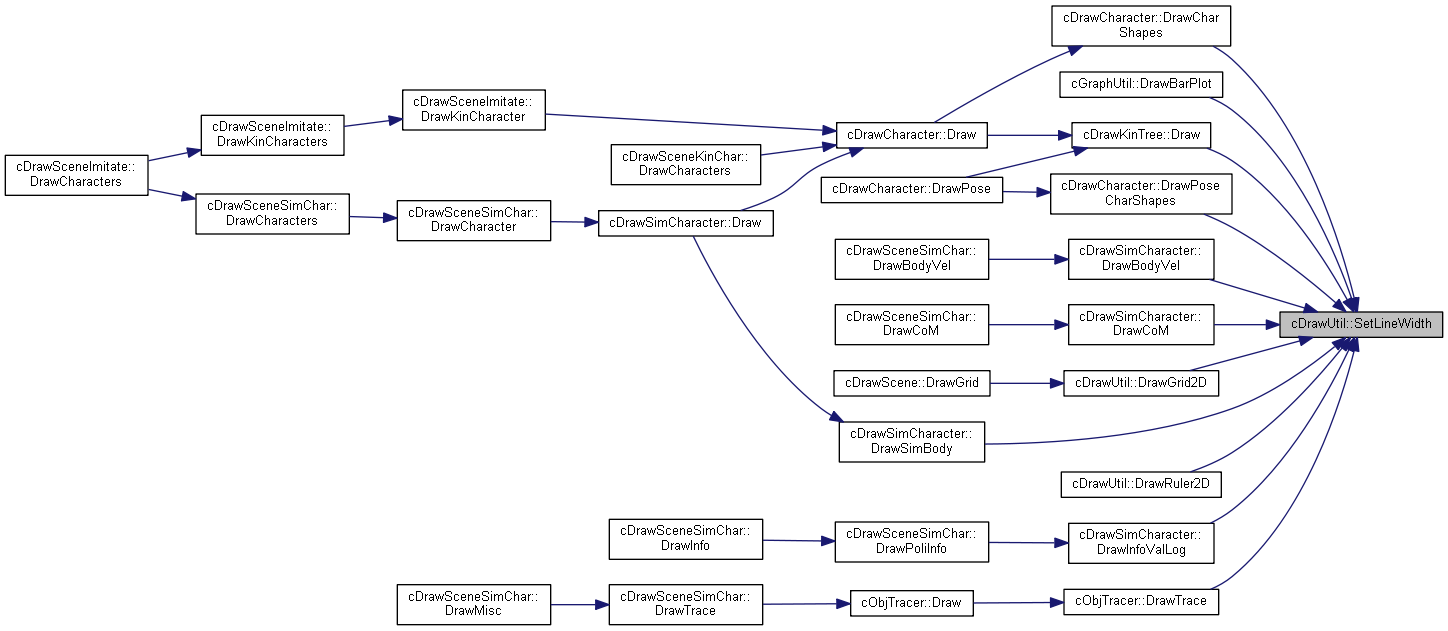 cDrawCharacter::DrawChar
Shapes
cGraphUtil::DrawBarPlot
cDrawSceneImitate::
DrawKinCharacter
cDrawSceneImitate::
DrawKinCharacters
cDrawCharacter::Draw
cDrawKinTree::Draw
cDrawSceneKinChar::
DrawCharacters
cDrawSceneImitate::
DrawCharacters
cDrawCharacter::DrawPose
cDrawCharacter::DrawPose
CharShapes
cDrawSceneSimChar::
DrawCharacters
cDrawSceneSimChar::
DrawCharacter
cDrawSimCharacter::Draw
cDrawSceneSimChar::
DrawBodyVel
cDrawSimCharacter::
DrawBodyVel
cDrawSceneSimChar::
DrawCoM
cDrawSimCharacter::
DrawCoM
cDrawUtil::SetLineWidth
cDrawScene::DrawGrid
cDrawUtil::DrawGrid2D
cDrawSimCharacter::
DrawSimBody
cDrawUtil::DrawRuler2D
cDrawSceneSimChar::
DrawInfo
cDrawSceneSimChar::
DrawPoliInfo
cDrawSimCharacter::
DrawInfoValLog
cDrawSceneSimChar::
DrawMisc
cDrawSceneSimChar::
DrawTrace
cObjTracer::Draw
cObjTracer::DrawTrace